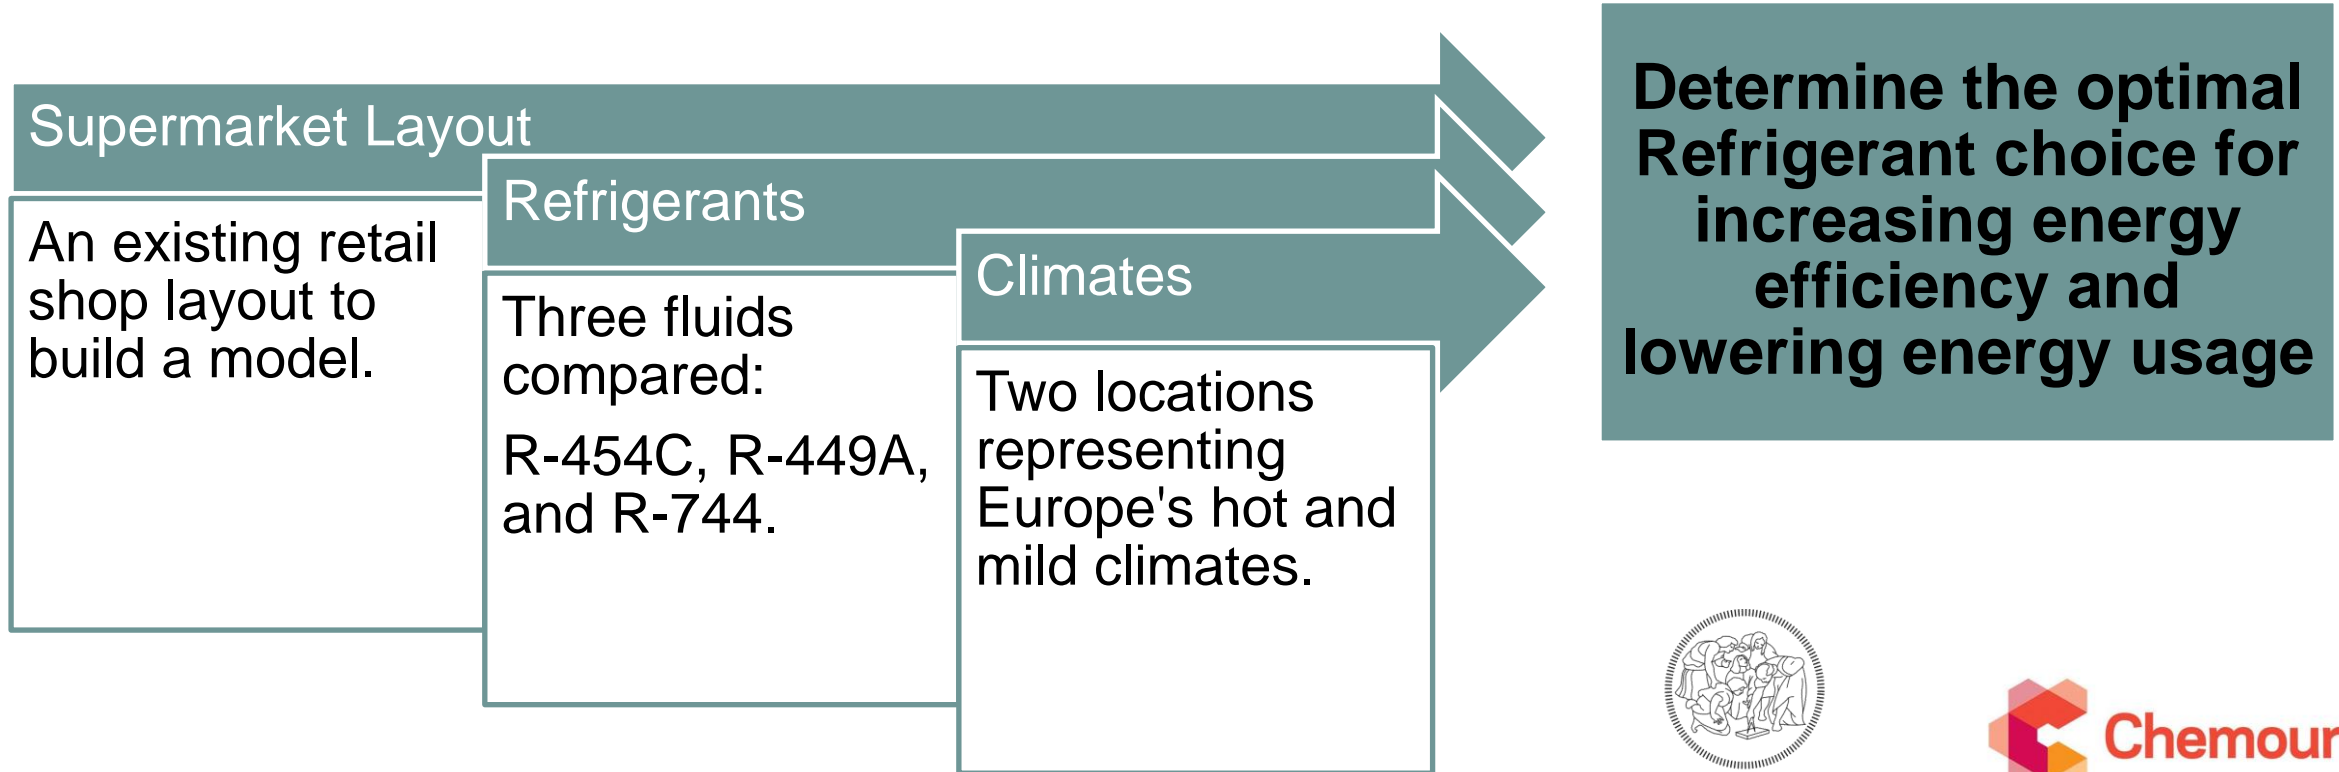 Supermarket Layout
An existing retail
shop layout to
build a model.
Refrigerants
Three fluids
compared:
R-454C, R-449A,
and R-744.
Climates
Two locations
representing
Europe's hot and
mild climates.
Determine the optimal
Refrigerant choice for
increasing energy
efficiency and
lowering energy usage
Chemour